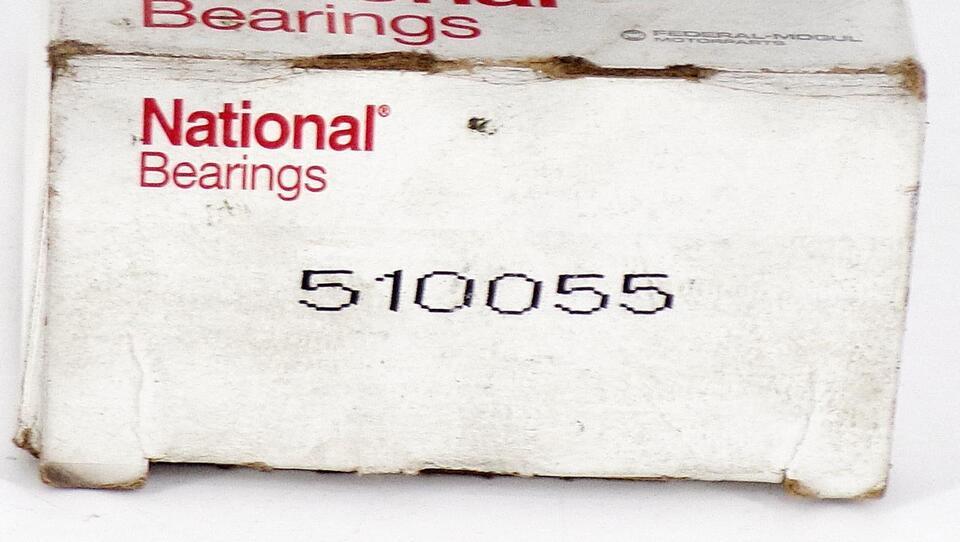 Bearings
FEDERAL-MOGUL
MOTORPARTS
National®
Bearings
510055